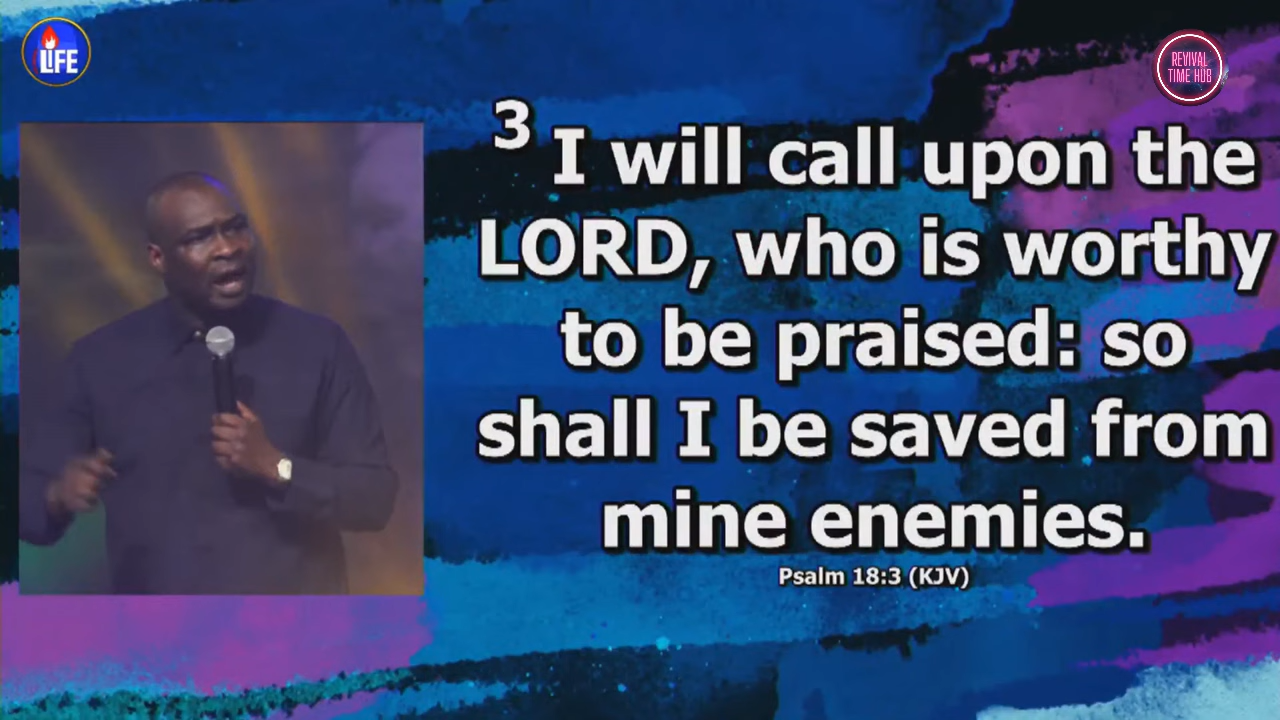 LIFE
REVIVAL
TIME HUB
3 I will call upon the
LORD, who is worthy
to be praised: so
shall I be saved from
mine enemies.
Psalm 18:3 (KJV)